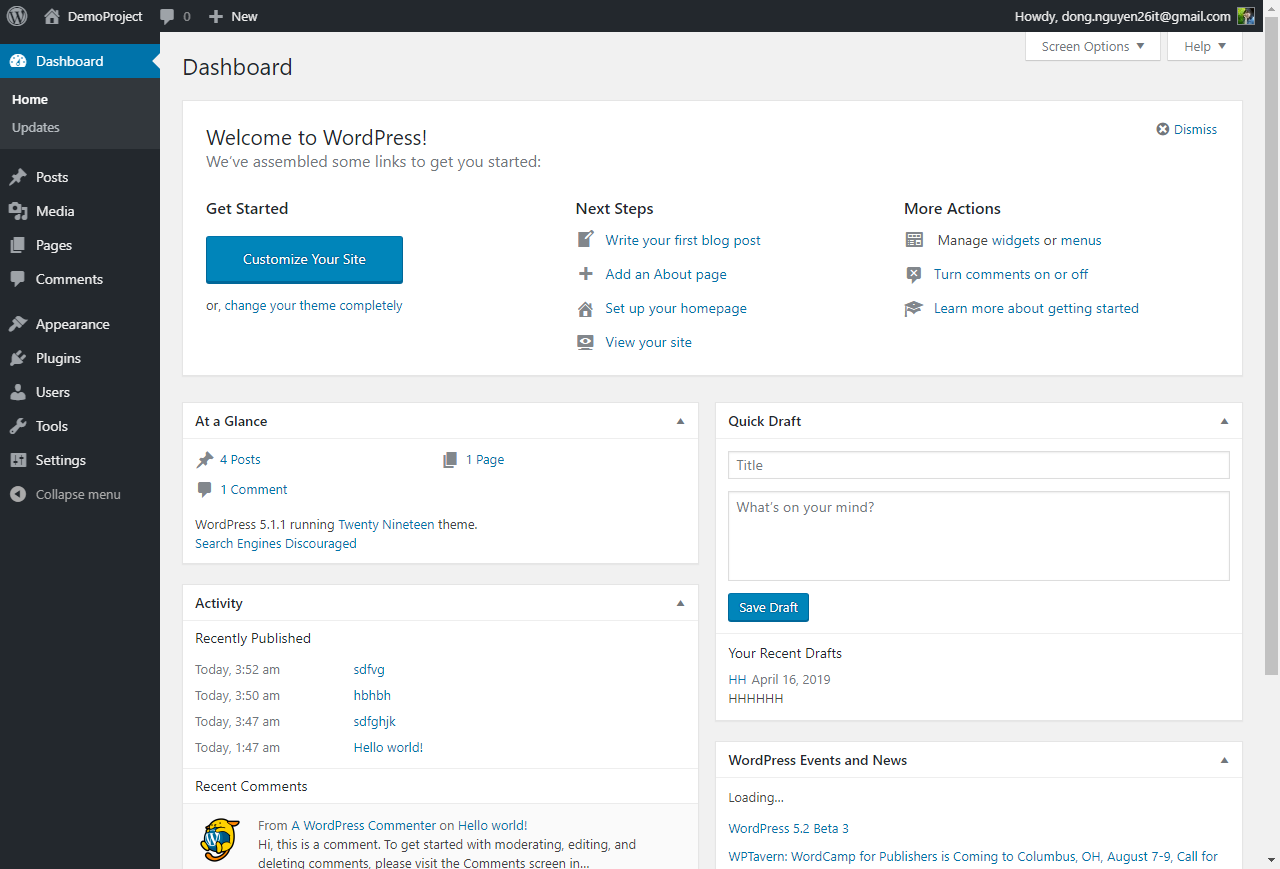 DemoProject 0 New Howdy, dong.nguyen26it@gmail.com
Screen Options Help
Dashboard
Home
Updates
Posts
Media
Pages
Comments
Appearance
Plugins
Users
Tools
Settings
Collapse menu
Dashboard
Welcome to WordPress!
Dismiss
We've assembled some links to get you started:
Get Started
Customize Your Site
or, change your theme completely
Next Steps
Write your first blog post
Add an About page
Set up your homepage
View your site
More Actions
Manage widgets or menus
Turn comments on or off
Learn more about getting started
At a Glance
4 Posts
1 Page
1 Comment
WordPress 5.1.1 running Twenty Nineteen theme.
Search Engines Discouraged
Activity
Recently Published
Today, 3:52 am sdfvg
Today, 3:50 am hbhbh
Today, 3:47 am sdfghjk
Today, 1:47 am Hello world!
Recent Comments
From A WordPress Commenter on Hello world!
Hi, this is a comment. To get started with moderating, editing, and
deleting comments, please visit the Comments screen in...
Quick Draft
Title
What's on your mind?
Save Draft
Your Recent Drafts
HH April 16, 2019
HHHHHH
WordPress Events and News
Loading...
WordPress 5.2 Beta 3
WPTavern: WordCamp for Publishers is Coming to Columbus, OH, August 7-9, Call for